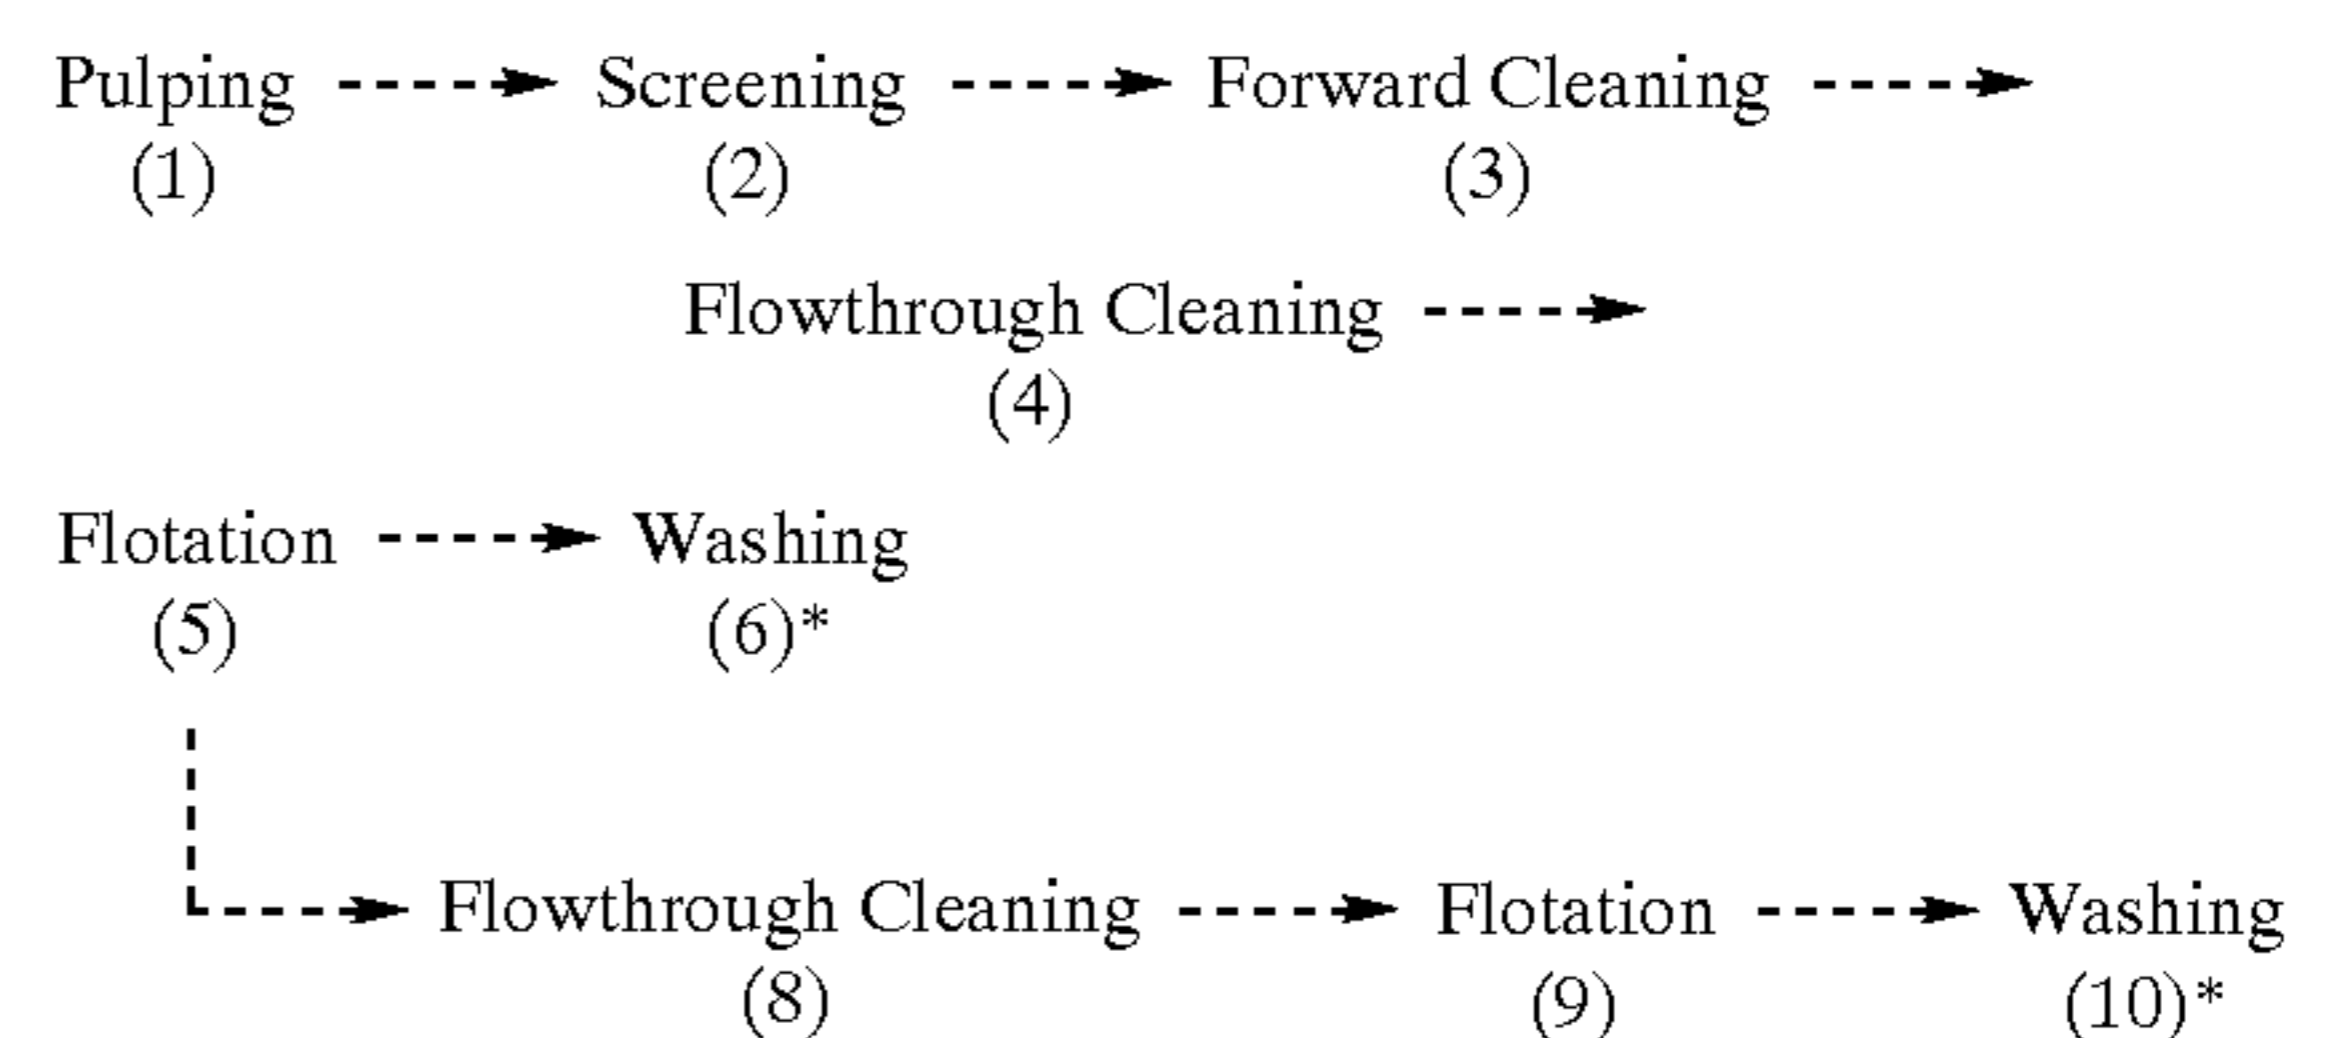 Pulping Screening Forward Cleaning
(1) (2) (3)
Flowthrough Cleaning
(4)
Flotation Washing
(5) (6)*
Flowthrough Cleaning Flotation Washing
(8) (9) (10)*